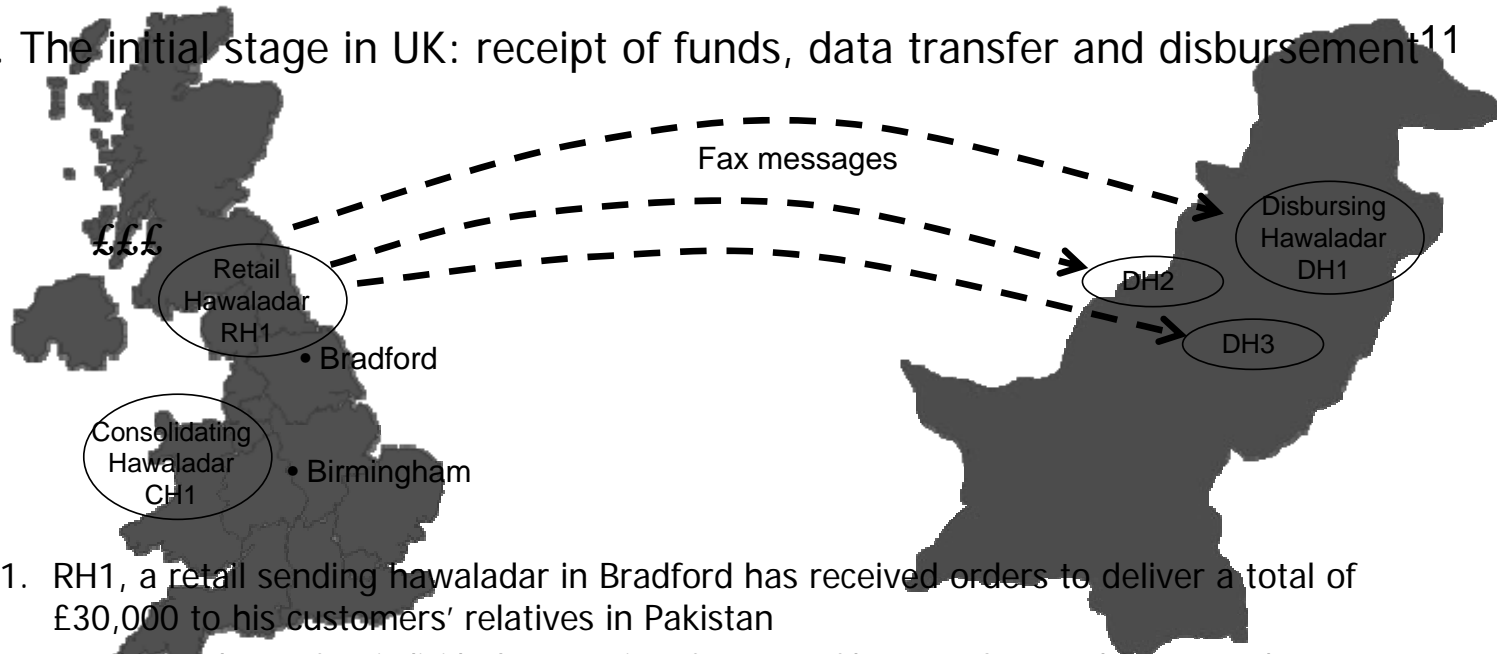 . The initial stage in UK: receipt of funds, data transfer and disbursement11
Fax messages
£££
Retail
Hawaladar
RH1
Disbursing
Hawaladar
DH1
DH2
DH3
• Bradford
Consolidating
Hawaladar
CH1
• Birmingham
1. RH1, a retail sending hawaladar in Bradford has received orders to deliver a total of
£30,000 to his customers’ relatives in Pakistan